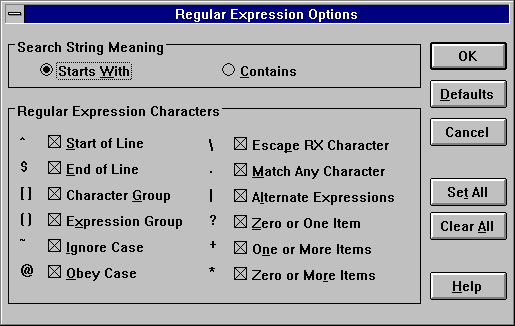 Regular Expression Options
Search String Meaning
Starts With
Contains
OK
Defaults
Cancel
Set All
Clear All
Help
Regular Expression Characters
^ Start of Line
$ End of Line
[ ] Character Group
( ) Expression Group
~ Ignore Case
@ Obey Case
\ Escape RX Character
. Match Any Character
| Alternate Expressions
? Zero or One Item
+ One or More Items
* Zero or More Items